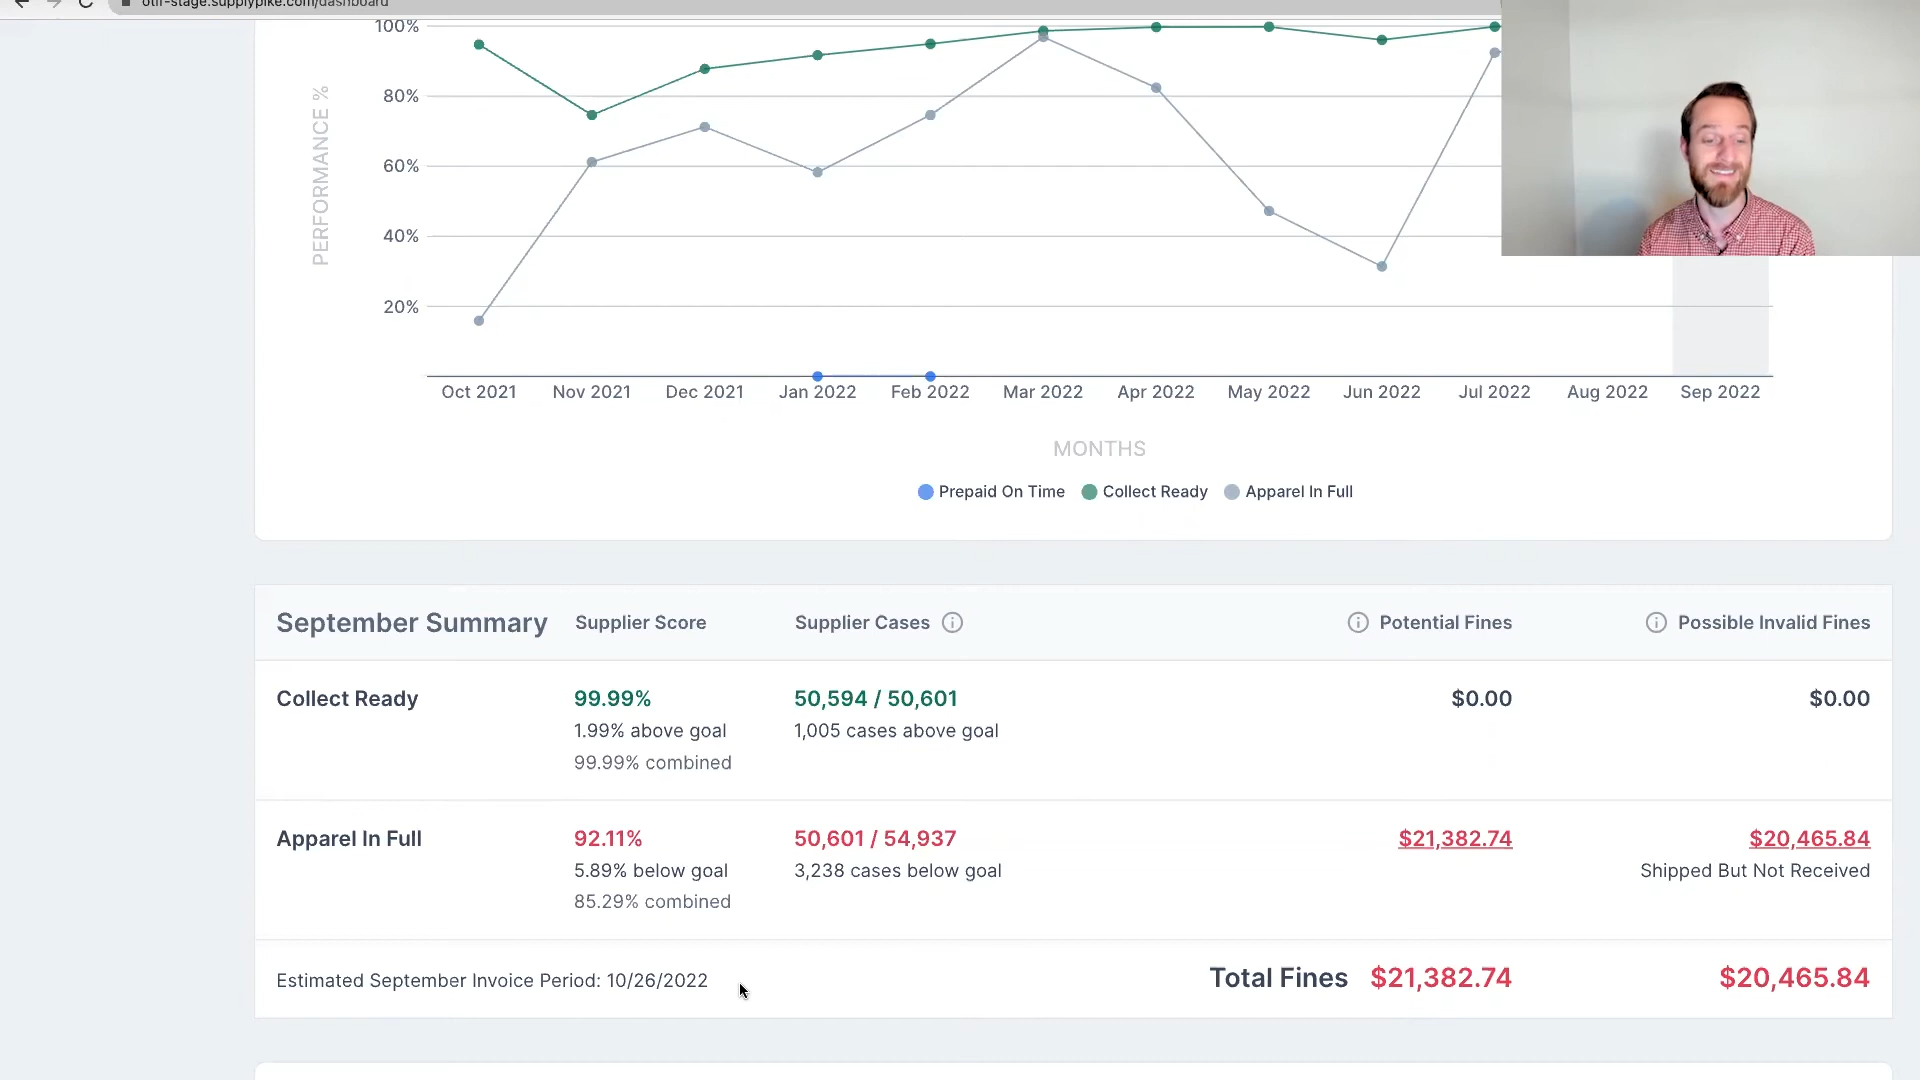 otif-stage.supplypike.com/dashboard
100%
80%
60%
40%
20%
PERFORMANCE %
Oct 2021 Nov 2021 Dec 2021 Jan 2022 Feb 2022 Mar 2022 Apr 2022 May 2022 Jun 2022 Jul 2022 Aug 2022 Sep 2022
MONTHS
Prepaid On Time Collect Ready Apparel In Full
September Summary Supplier Score Supplier Cases Potential Fines Possible Invalid Fines
Collect Ready 99.99% 50,594 / 50,601 $0.00 $0.00
1.99% above goal 1,005 cases above goal
99.99% combined
Apparel In Full 92.11% 50,601 / 54,937 $21,382.74 $20,465.84
5.89% below goal 3,238 cases below goal Shipped But Not Received
85.29% combined
Estimated September Invoice Period: 10/26/2022 Total Fines $21,382.74 $20,465.84